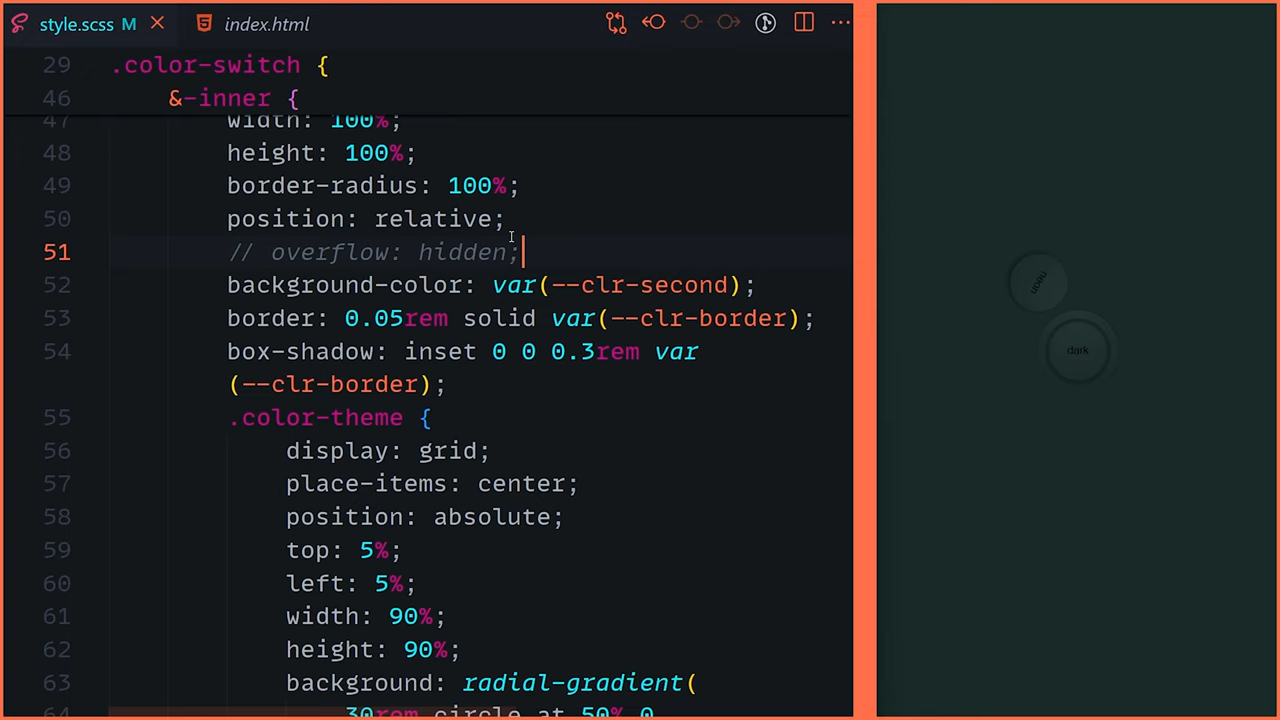 style.scss M
index.html
29 .color-switch {
46 &-inner {
47 width: 100%;
48 height: 100%;
49 border-radius: 100%;
50 position: relative;
51 // overflow: hidden;
52 background-color: var(--clr-second);
53 border: 0.05rem solid var(--clr-border);
54 box-shadow: inset 0 0 0.3rem var
(--clr-border);
55 .color-theme {
56 display: grid;
57 place-items: center;
58 position: absolute;
59 top: 5%;
60 left: 5%;
61 width: 90%;
62 height: 90%;
63 background: radial-gradient(
64 30rem circle at 50% 0
neon
dark